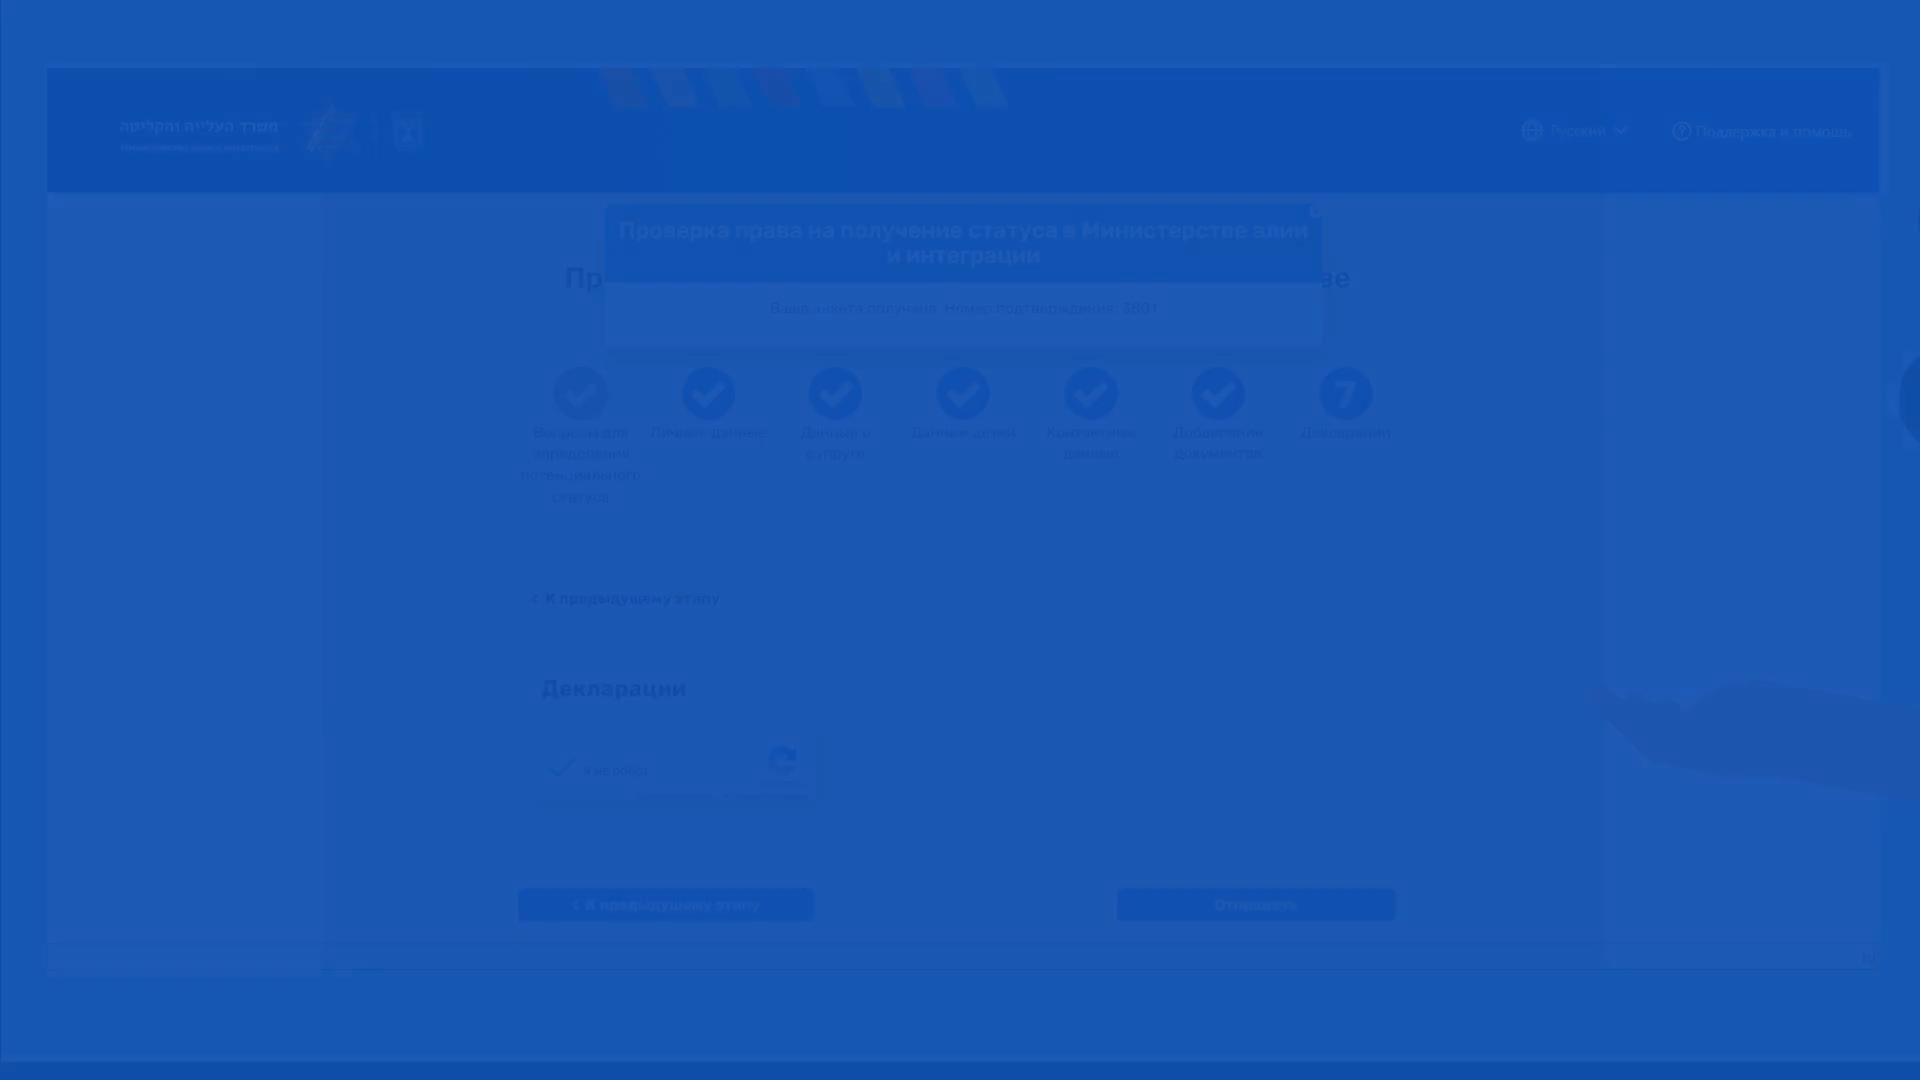 משרד העלייה והקליטה
Русский
Поддержка и помощь
Проверка права на получение статуса в Министерстве алии
и интеграции
Ваша анкета получена. Номер подтверждения: 3801
Вопросы для
определения
потенциального
статуса
Личные данные
Данные о
супруге
Данные детей
Контактные
данные
Добавление
документов
7
Декларации
< К предыдущему этапу
Декларации
Я не робот
< К предыдущему этапу
Отправить